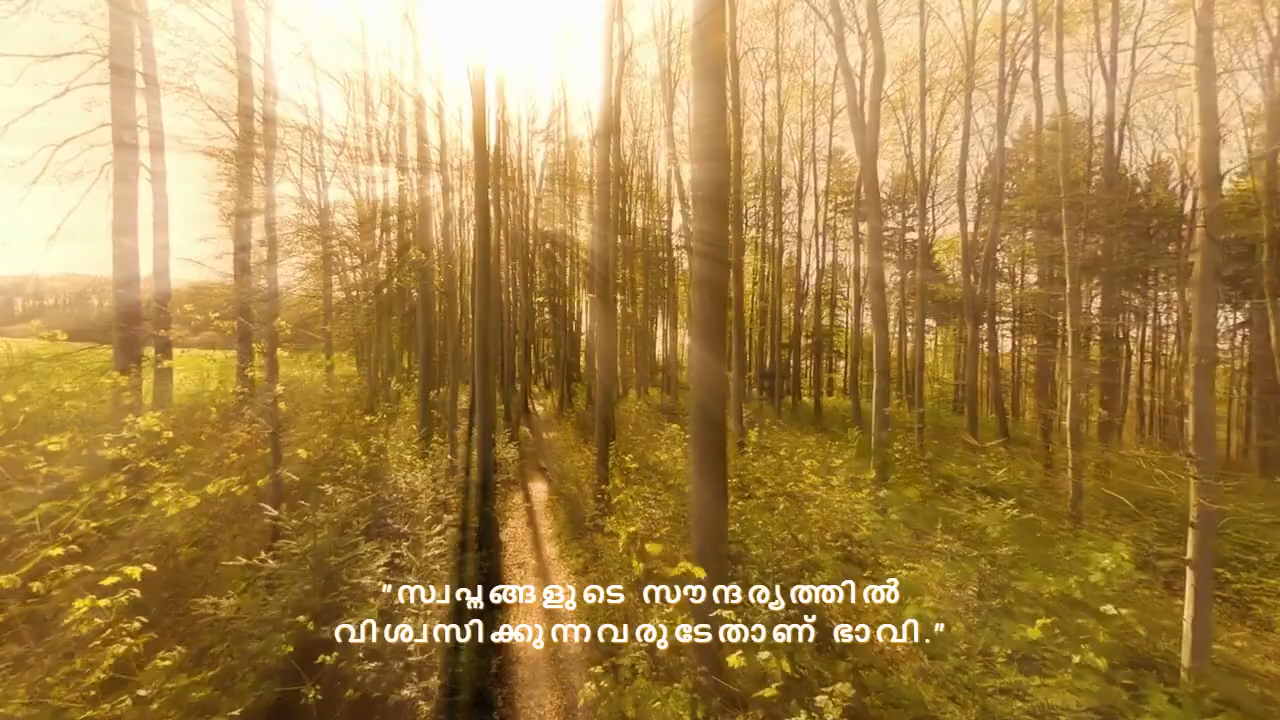 "സ്വപ്നങ്ങളുടെ സൗന്ദര്യത്തിൽ
വിശ്വസിക്കുന്നവരുടേതാണ് ഭാവി."